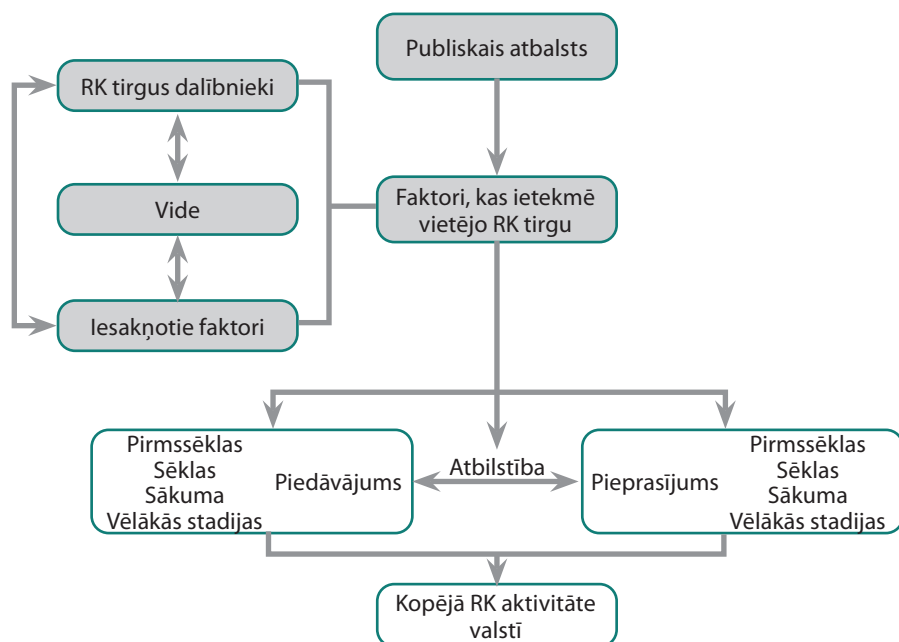 Publiskais atbalsts
RK tirgus dalībnieki
Vide
Faktori, kas ietekmē
vietējo RK tirgu
Iesakņotie faktori
Pirmssēklas
Sēklas
Sākuma
Vēlākās stadijas
Piedāvājums
Atbilstība
Pieprasījums
Pirmssēklas
Sēklas
Sākuma
Vēlākās stadijas
Kopējā RK aktivitāte
valstī